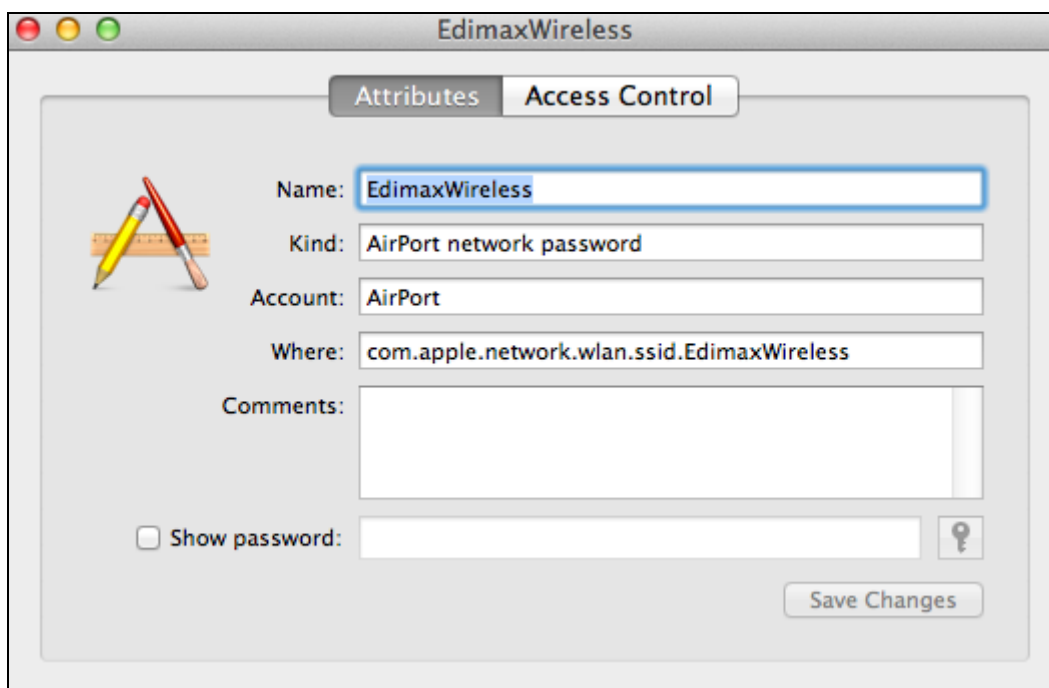 EdimaxWireless
Attributes Access Control
Name: EdimaxWireless
Kind: AirPort network password
Account: AirPort
Where: com.apple.network.wlan.ssid.EdimaxWireless
Comments:
Show password:
Save Changes